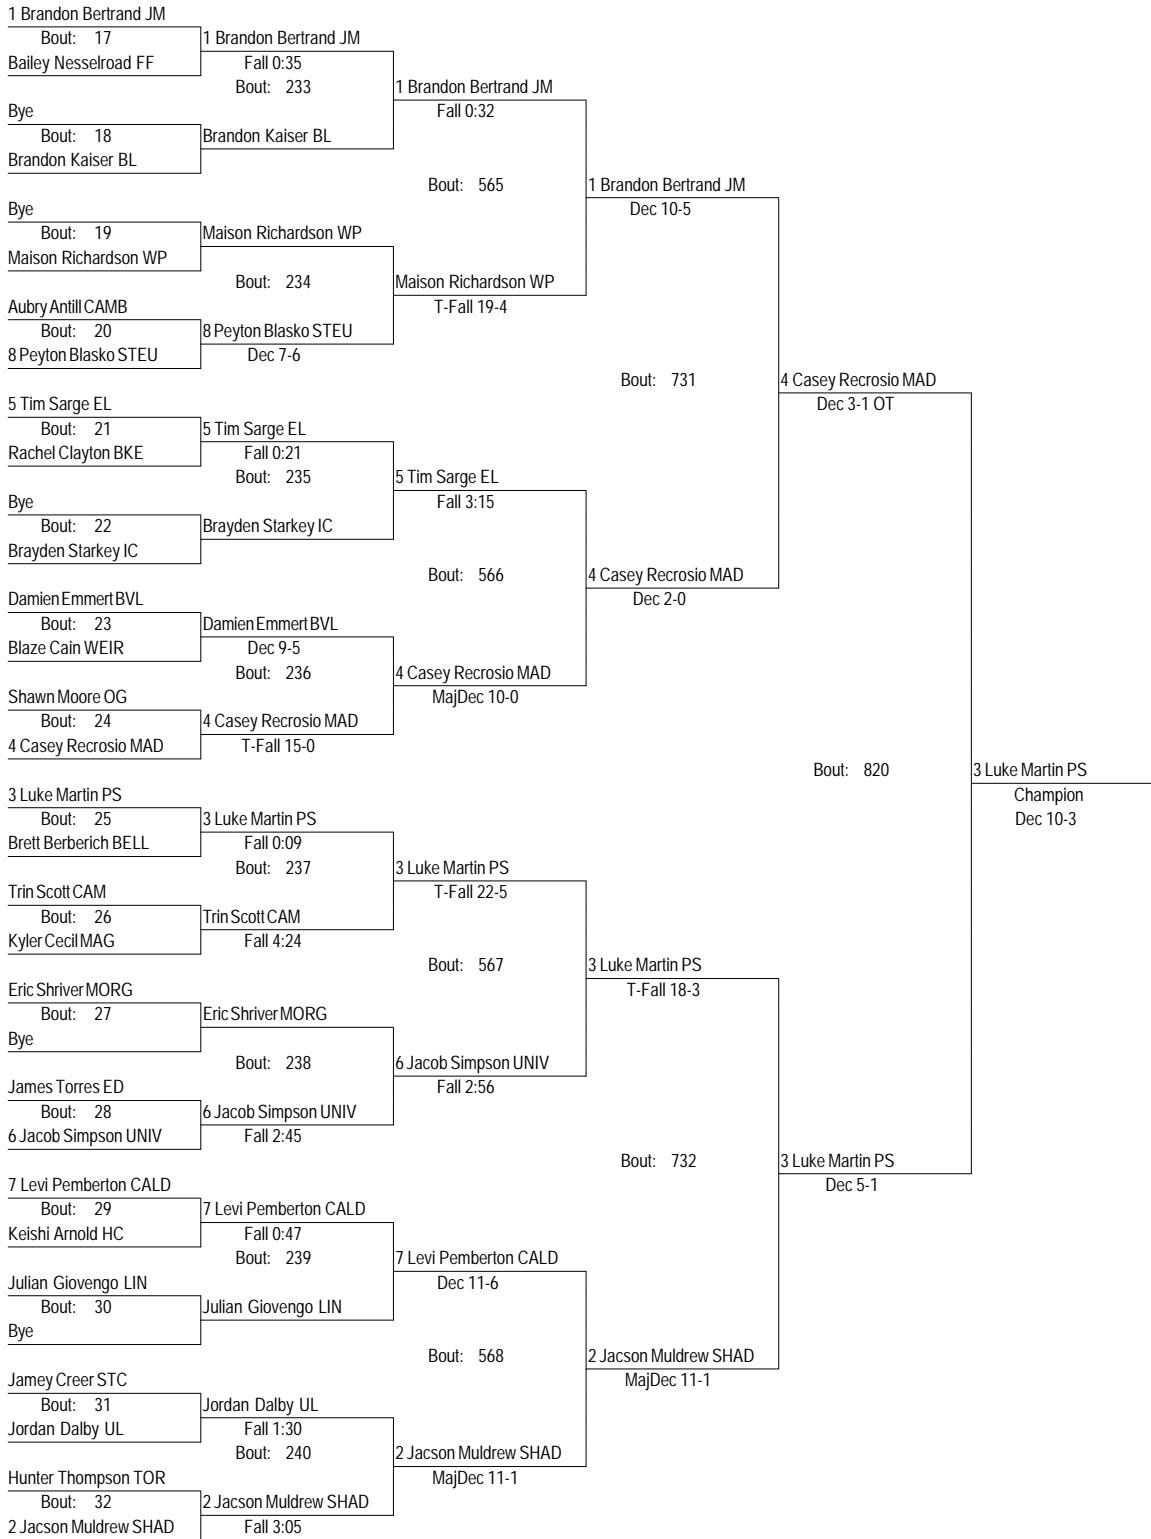 1 Brandon Bertrand JM
Bout: 17
Bailey Nesselroad FF
1 Brandon Bertrand JM
Fall 0:35
Bout: 233
Bye
Bout: 18
Brandon Kaiser BL
Brandon Kaiser BL
1 Brandon Bertrand JM
Fall 0:32
Bout: 565
Bye
Bout: 19
Maison Richardson WP
Maison Richardson WP
Bout: 234
Aubry Antill CAMB
Bout: 20
8 Peyton Blasko STEU
8 Peyton Blasko STEU
Dec 7-6
Maison Richardson WP
T-Fall 19-4
1 Brandon Bertrand JM
Dec 10-5
Bout: 731
5 Tim Sarge EL
Bout: 21
Rachel Clayton BKE
5 Tim Sarge EL
Fall 0:21
Bout: 235
Bye
Bout: 22
Brayden Starkey IC
Brayden Starkey IC
5 Tim Sarge EL
Fall 3:15
Bout: 566
Damien Emmert BVL
Bout: 23
Blaze Cain WEIR
Damien Emmert BVL
Dec 9-5
Bout: 236
Shawn Moore OG
Bout: 24
4 Casey Recrosio MAD
4 Casey Recrosio MAD
T-Fall 15-0
4 Casey Recrosio MAD
MajDec 10-0
4 Casey Recrosio MAD
Dec 2-0
4 Casey Recrosio MAD
Dec 3-1 OT
Bout: 820
3 Luke Martin PS
Champion
Dec 10-3
3 Luke Martin PS
Bout: 25
Brett Berberich BELL
3 Luke Martin PS
Fall 0:09
Bout: 237
Trin Scott CAM
Bout: 26
Kyler Cecil MAG
Trin Scott CAM
Fall 4:24
3 Luke Martin PS
T-Fall 22-5
Bout: 567
Eric Shriver MORG
Bout: 27
Bye
Eric Shriver MORG
Bout: 238
James Torres ED
Bout: 28
6 Jacob Simpson UNIV
6 Jacob Simpson UNIV
Fall 2:45
6 Jacob Simpson UNIV
Fall 2:56
3 Luke Martin PS
T-Fall 18-3
Bout: 732
3 Luke Martin PS
Dec 5-1
7 Levi Pemberton CALD
Bout: 29
Keishi Arnold HC
7 Levi Pemberton CALD
Fall 0:47
Bout: 239
Julian Giovengo LIN
Bout: 30
Bye
Julian Giovengo LIN
7 Levi Pemberton CALD
Dec 11-6
Bout: 568
Jamey Creer STC
Bout: 31
Jordan Dalby UL
Jordan Dalby UL
Fall 1:30
Bout: 240
Hunter Thompson TOR
Bout: 32
2 Jacson Muldrew SHAD
2 Jacson Muldrew SHAD
Fall 3:05
2 Jacson Muldrew SHAD
MajDec 11-1
2 Jacson Muldrew SHAD
MajDec 11-1